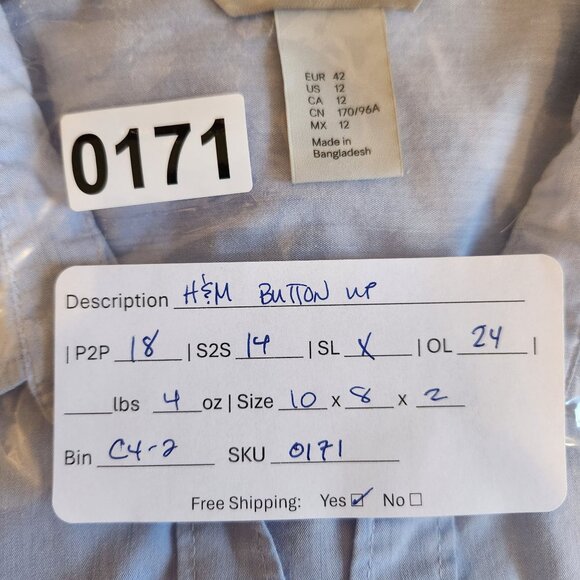 EUR 42
US 12
CA 12
CN 170/96A
MX 12
Made in
Bangladesh
0171
Description H&M BUTTON UP
| P2P 18 | S2S 14 | SL X | OL 24 |
lbs 4 oz | Size 10 x 8 x 2
Bin C4-2 SKU 0171
Free Shipping: Yes ☑ No ☐